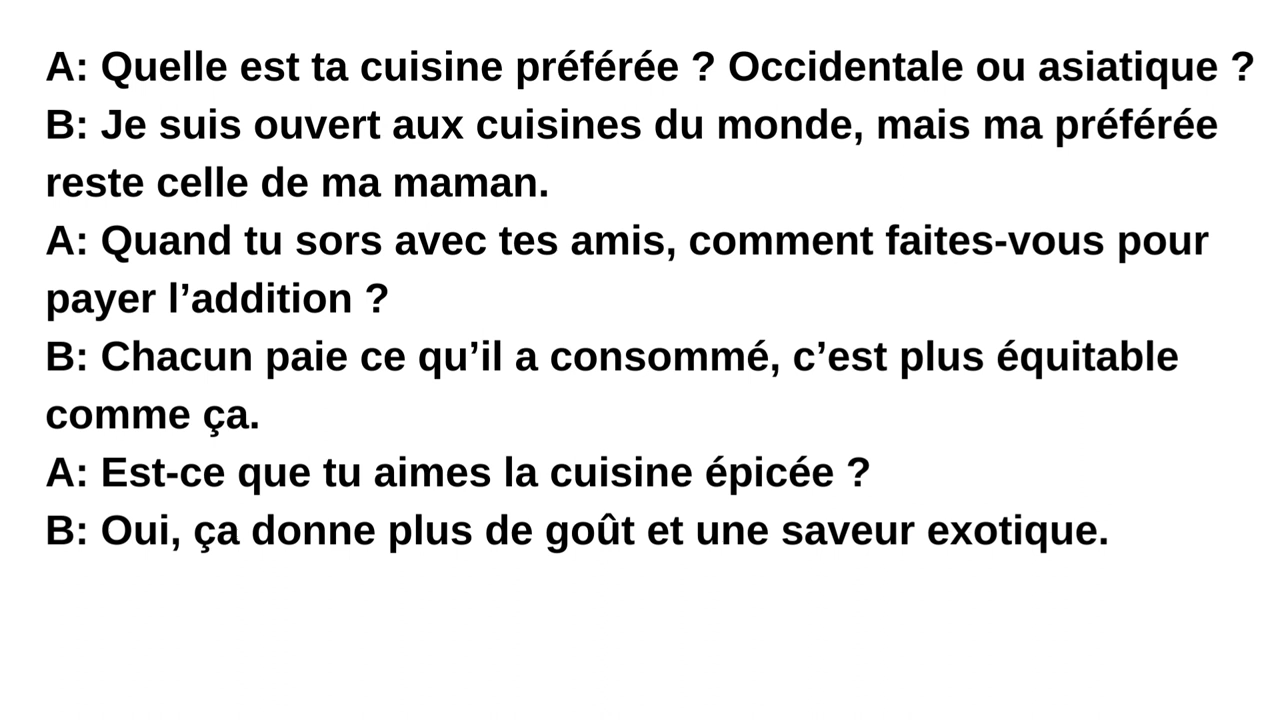 A: Quelle est ta cuisine préférée ? Occidentale ou asiatique ?
B: Je suis ouvert aux cuisines du monde, mais ma préférée
reste celle de ma maman.
A: Quand tu sors avec tes amis, comment faites-vous pour
payer l’addition ?
B: Chacun paie ce qu’il a consommé, c’est plus équitable
comme ça.
A: Est-ce que tu aimes la cuisine épicée ?
B: Oui, ça donne plus de goût et une saveur exotique.